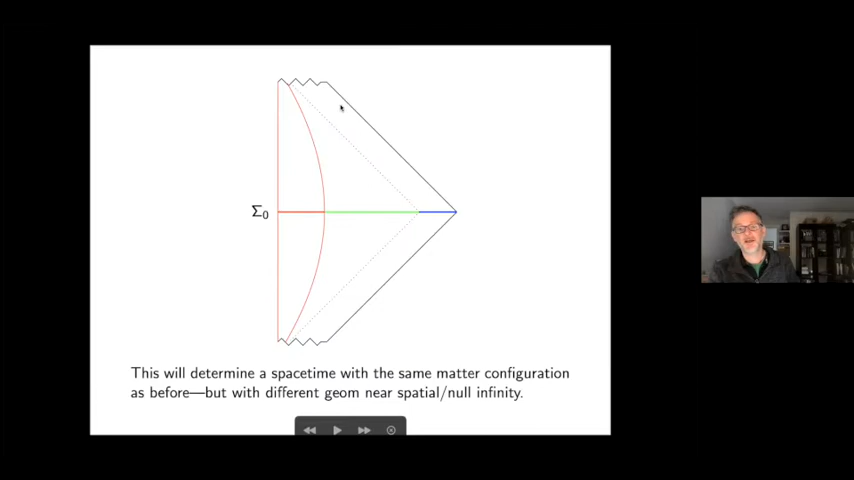 Σ0
This will determine a spacetime with the same matter configuration
as before—but with different geom near spatial/null infinity.